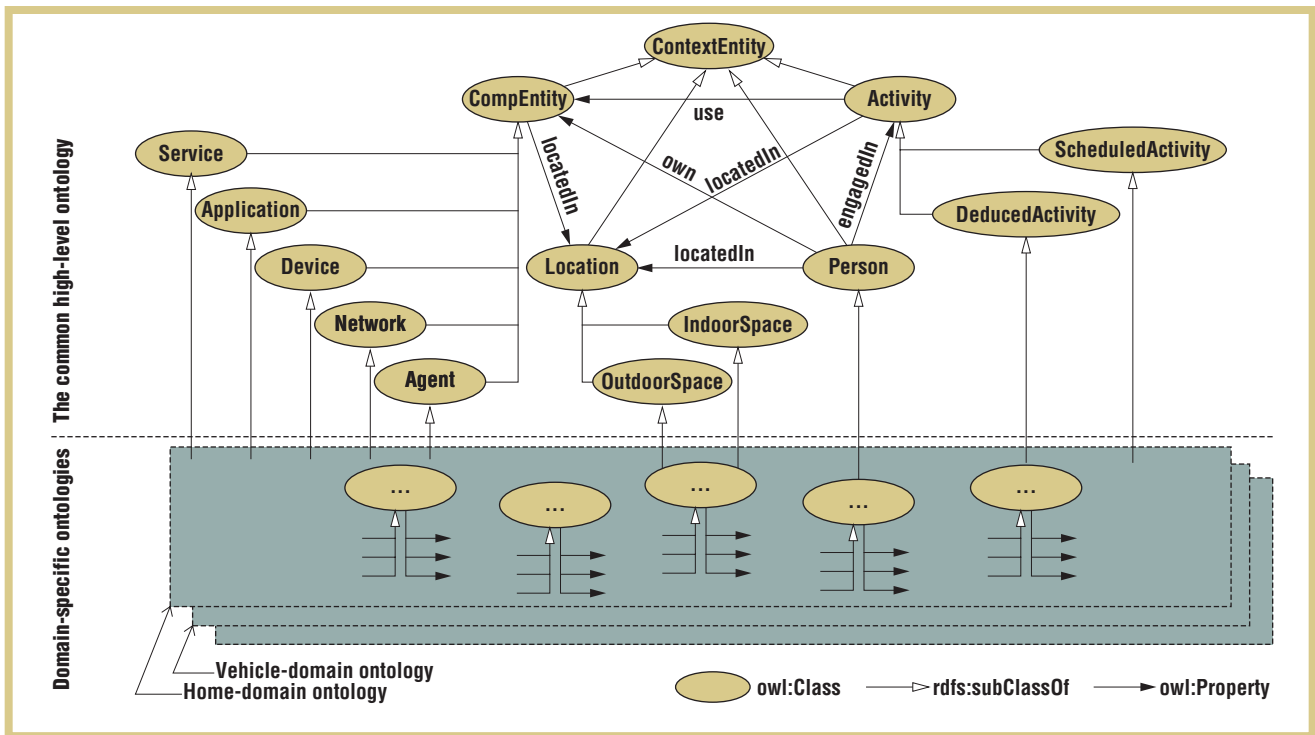 ContextEntity
CompEntity
Activity
use
Service
ScheduledActivity
locatedIn
own
locatedIn
engagedIn
Application
DeducedActivity
Device
Location
locatedIn
Person
Network
IndoorSpace
Agent
OutdoorSpace
The common high-level ontology
Domain-specific ontologies
...
...
...
...
...
Vehicle-domain ontology
Home-domain ontology
owl:Class
rdfs:subClassOf
owl:Property